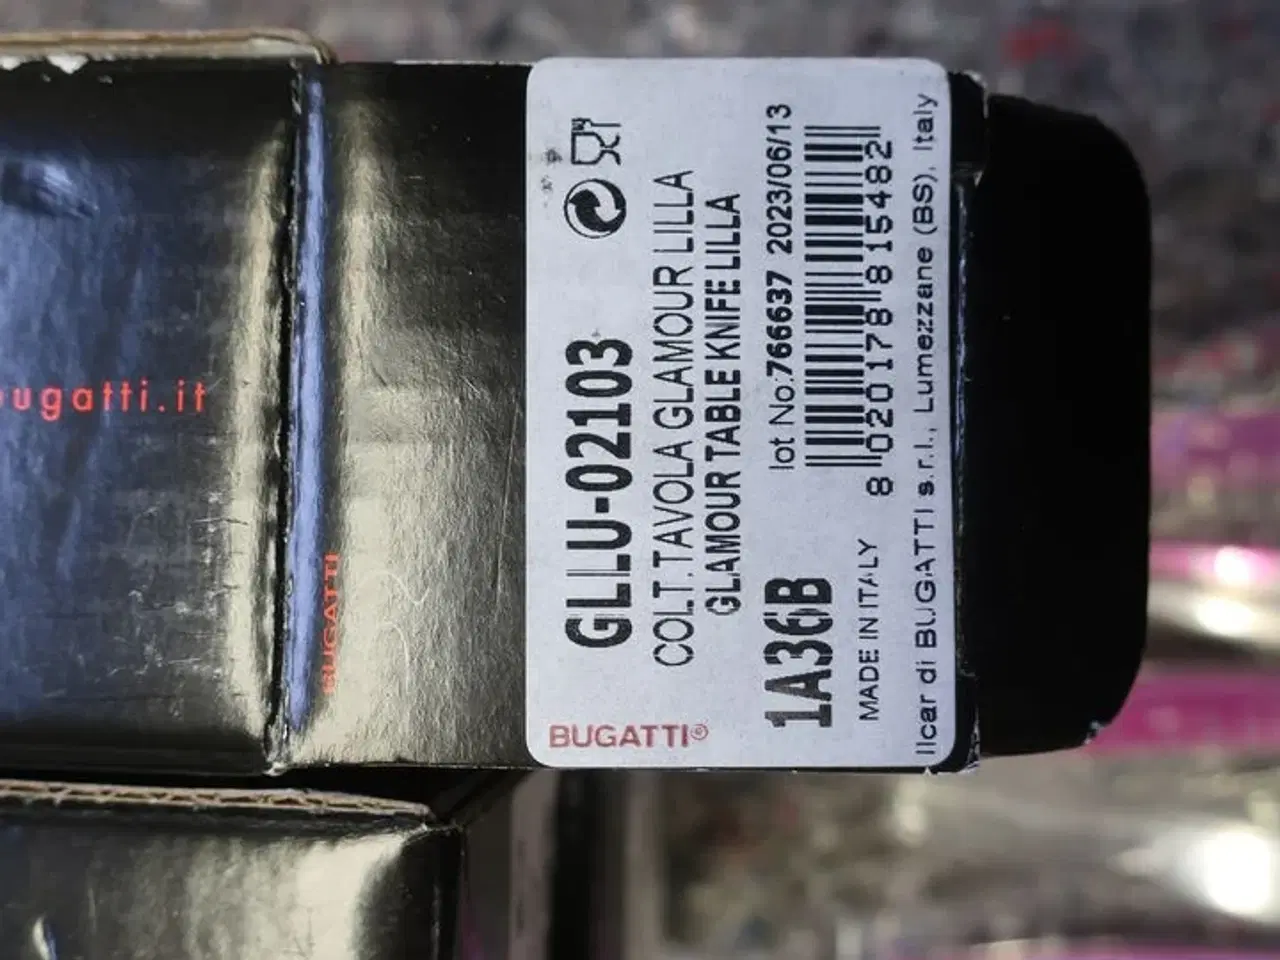 GLLU-02103
COLT.TAVOLA GLAMOUR LILLA
GLAMOUR TABLE KNIFE LILLA
1A36B
lot No.766637 2023/06/13
MADE IN ITALY
8 020178 815482
Ilcar di BUGATTI s.r.l., Lumezzane (BS), Italy
BUGATTI®
BUGATTI
bugatti.it